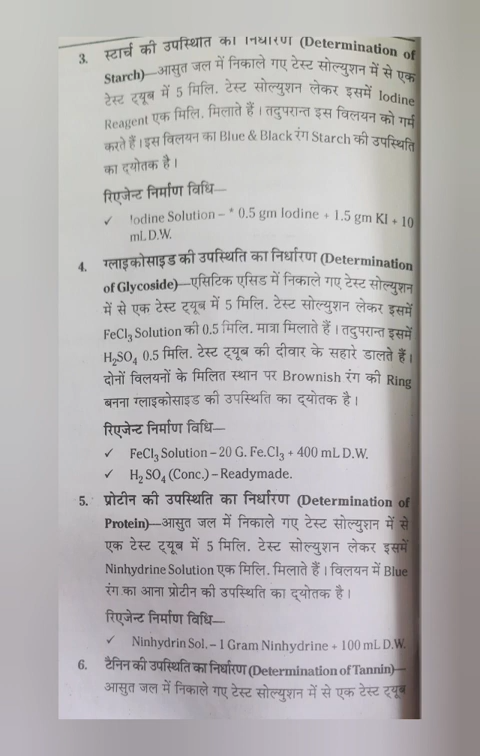 3. स्टार्च की उपस्थिति का निर्धारण (Determination of
Starch)—आसुत जल में निकाले गए टेस्ट सोल्युशन में से एक
टेस्ट ट्यूब में 5 मिलि. टेस्ट सोल्युशन लेकर इसमें Iodine
Reagent एक मिलि. मिलाते हैं। तदुपरान्त इस विलयन को गर्म
करते हैं। इस विलयन का Blue & Black रंग Starch की उपस्थिति
का द्योतक है।
रिएजेन्ट निर्माण विधि—
✓ Iodine Solution – * 0.5 gm Iodine + 1.5 gm KI + 10
mL D.W.
4. ग्लाइकोसाइड की उपस्थिति का निर्धारण (Determination
of Glycoside)—एसिटिक एसिड में निकाले गए टेस्ट सोल्युशन
में से एक टेस्ट ट्यूब में 5 मिलि. टेस्ट सोल्युशन लेकर इसमें
FeCl₃ Solution की 0.5 मिलि. मात्रा मिलाते हैं। तदुपरान्त इसमें
H₂SO₄ 0.5 मिलि. टेस्ट ट्यूब की दीवार के सहारे डालते हैं।
दोनों विलयनों के मिलित स्थान पर Brownish रंग की Ring
बनना ग्लाइकोसाइड की उपस्थिति का द्योतक है।
रिएजेन्ट निर्माण विधि—
✓ FeCl₃ Solution – 20 G. Fe.Cl₃ + 400 mL D.W.
✓ H₂ SO₄ (Conc.) – Readymade.
5. प्रोटीन की उपस्थिति का निर्धारण (Determination of
Protein)—आसुत जल में निकाले गए टेस्ट सोल्युशन में से
एक टेस्ट ट्यूब में 5 मिलि. टेस्ट सोल्युशन लेकर इसमें
Ninhydrine Solution एक मिलि. मिलाते हैं। विलयन में Blue
रंग का आना प्रोटीन की उपस्थिति का द्योतक है।
रिएजेन्ट निर्माण विधि—
✓ Ninhydrin Sol. – 1 Gram Ninhydrine + 100 mL D.W.
6. टैनिन की उपस्थिति का निर्धारण (Determination of Tannin)—
आसुत जल में निकाले गए टेस्ट सोल्युशन में से एक टेस्ट ट्यूब